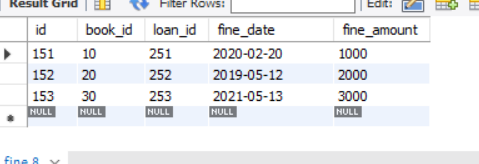 Result Grid Filter Rows: Edit:
id book_id loan_id fine_date fine_amount
151 10 251 2020-02-20 1000
152 20 252 2019-05-12 2000
153 30 253 2021-05-13 3000
NULL NULL NULL NULL NULL
fine 8